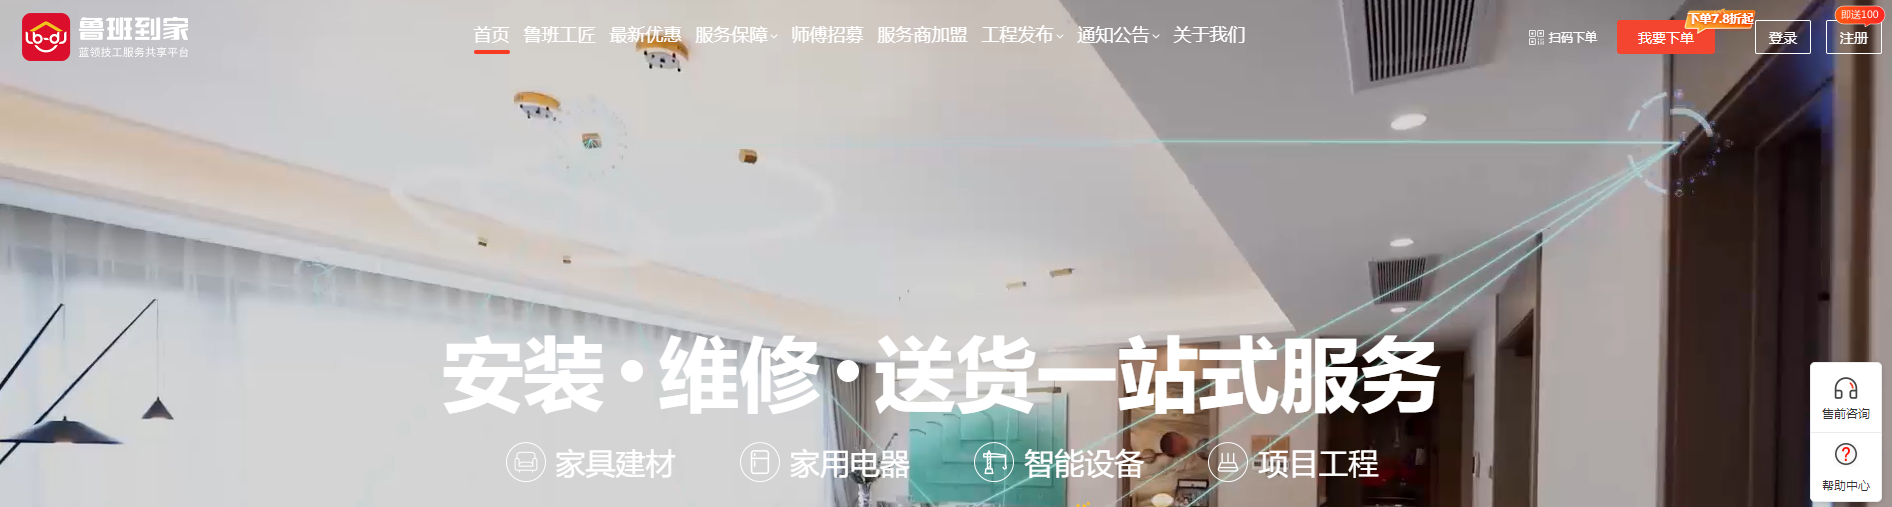 鲁班到家
蓝领技工服务共享平台
首页 鲁班工匠 最新优惠 服务保障 师傅招募 服务商加盟 工程发布 通知公告 关于我们
扫码下单
我要下单
下单7.8折起
登录
即送100
注册
安装·维修·送货一站式服务
家具建材 家用电器 智能设备 项目工程
售前咨询
帮助中心